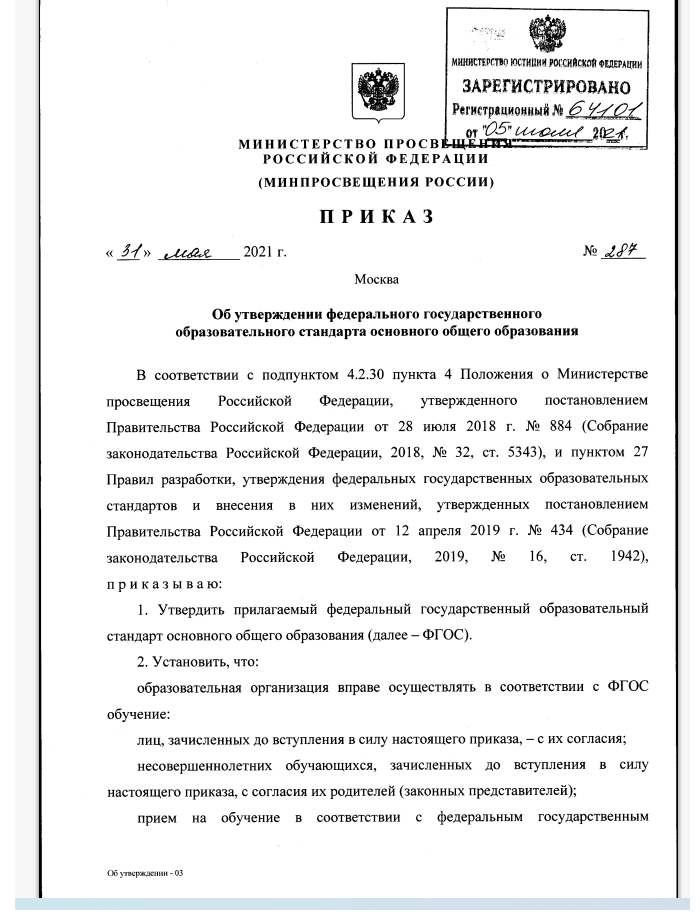 МИНИСТЕРСТВО ЮСТИЦИИ РОССИЙСКОЙ ФЕДЕРАЦИИ
ЗАРЕГИСТРИРОВАНО
Регистрационный № 64101
от "05" июля 2021г.
МИНИСТЕРСТВО ПРОСВЕЩЕНИЯ
РОССИЙСКОЙ ФЕДЕРАЦИИ
(МИНПРОСВЕЩЕНИЯ РОССИИ)
ПРИКАЗ
« 31 » мая 2021 г. № 287
Москва
Об утверждении федерального государственного
образовательного стандарта основного общего образования
В соответствии с подпунктом 4.2.30 пункта 4 Положения о Министерстве
просвещения Российской Федерации, утвержденного постановлением
Правительства Российской Федерации от 28 июля 2018 г. № 884 (Собрание
законодательства Российской Федерации, 2018, № 32, ст. 5343), и пунктом 27
Правил разработки, утверждения федеральных государственных образовательных
стандартов и внесения в них изменений, утвержденных постановлением
Правительства Российской Федерации от 12 апреля 2019 г. № 434 (Собрание
законодательства Российской Федерации, 2019, № 16, ст. 1942),
п р и к а з ы в а ю:
1. Утвердить прилагаемый федеральный государственный образовательный
стандарт основного общего образования (далее – ФГОС).
2. Установить, что:
образовательная организация вправе осуществлять в соответствии с ФГОС
обучение:
лиц, зачисленных до вступления в силу настоящего приказа, – с их согласия;
несовершеннолетних обучающихся, зачисленных до вступления в силу
настоящего приказа, с согласия их родителей (законных представителей);
прием на обучение в соответствии с федеральным государственным
Об утверждении - 03